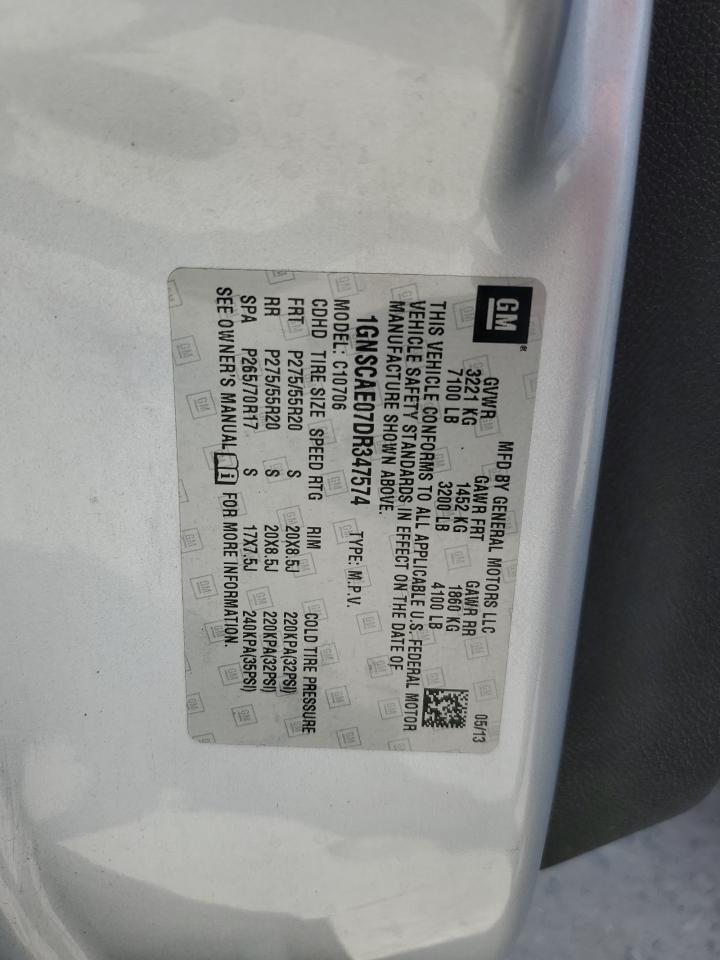 GM®
MFD BY GENERAL MOTORS LLC 05/13
GVWR GAWR FRT GAWR RR
3221 KG 1452 KG 1860 KG
7100 LB 3200 LB 4100 LB
THIS VEHICLE CONFORMS TO ALL APPLICABLE U.S. FEDERAL MOTOR
VEHICLE SAFETY STANDARDS IN EFFECT ON THE DATE OF
MANUFACTURE SHOWN ABOVE.
1GNSCAE07DR347574 TYPE: M.P.V.
MODEL: C10706
CDHD TIRE SIZE SPEED RTG RIM COLD TIRE PRESSURE
FRT P275/55R20 S 20X8.5J 220KPA(32PSI)
RR P275/55R20 S 20X8.5J 220KPA(32PSI)
SPA P265/70R17 S 17X7.5J 240KPA(35PSI)
SEE OWNER'S MANUAL i FOR MORE INFORMATION.